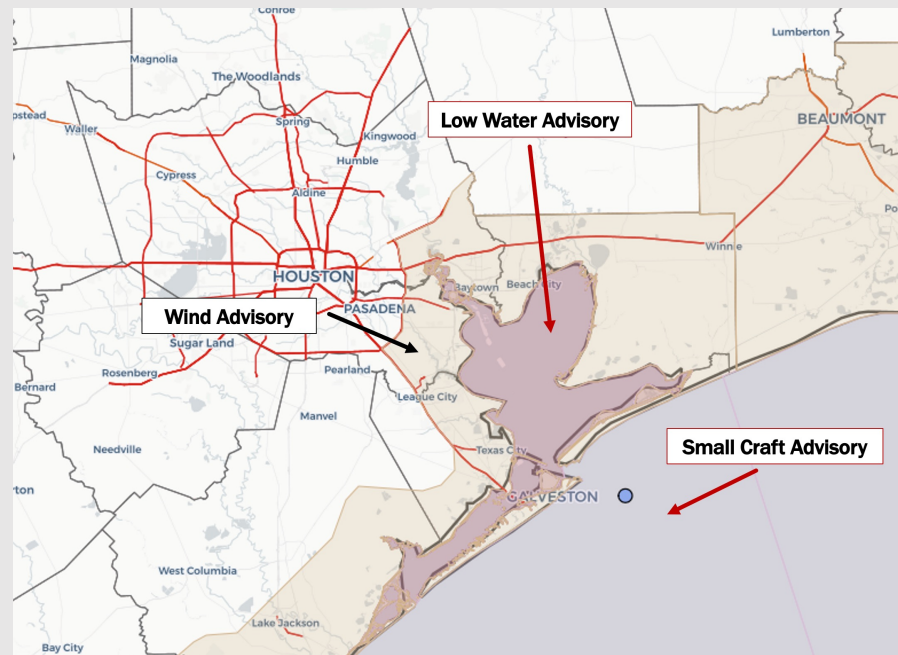 Conroe
Lumberton
Magnolia
The Woodlands
Low Water Advisory
pstead
Waller
Spring
BEAUMONT
Kingwood
Humble
Cypress
Aldine
Po
Winnie
HOUSTON
Baytown
Beach City
Wind Advisory
PASADENA
Sugar Land
Rosenberg
Pearland
Bernard
League City
Manvel
Needville
Texas City
Small Craft Advisory
rton
GALVESTON
West Columbia
Lake Jackson
Bay City